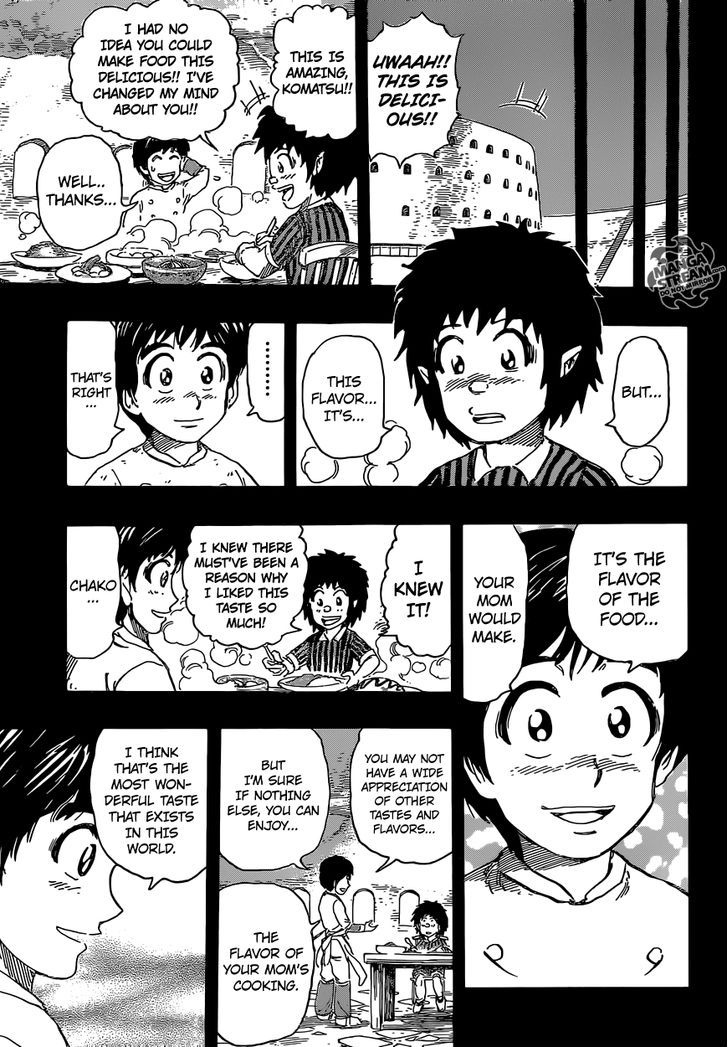 UWAAH!!
THIS IS
DELICI-
OUS!!
THIS IS
AMAZING,
KOMATSU!!
I HAD NO
IDEA YOU COULD
MAKE FOOD THIS
DELICIOUS!! I'VE
CHANGED MY MIND
ABOUT YOU!!
WELL..
THANKS...
MANGA
STREAM
BUT...
THIS
FLAVOR...
IT'S...
.........
THAT'S
RIGHT
...
IT'S THE
FLAVOR
OF THE
FOOD...
YOUR
MOM
WOULD
MAKE.
I
KNEW
IT!
I KNEW THERE
MUST'VE BEEN A
REASON WHY
I LIKED THIS
TASTE SO
MUCH!
CHAKO
...
YOU MAY NOT
HAVE A WIDE
APPRECIATION
OF OTHER
TASTES AND
FLAVORS...
BUT
I'M SURE
IF NOTHING
ELSE, YOU CAN
ENJOY...
THE
FLAVOR OF
YOUR MOM'S
COOKING.
I THINK
THAT'S THE
MOST WON-
DERFUL TASTE
THAT EXISTS
IN THIS
WORLD.